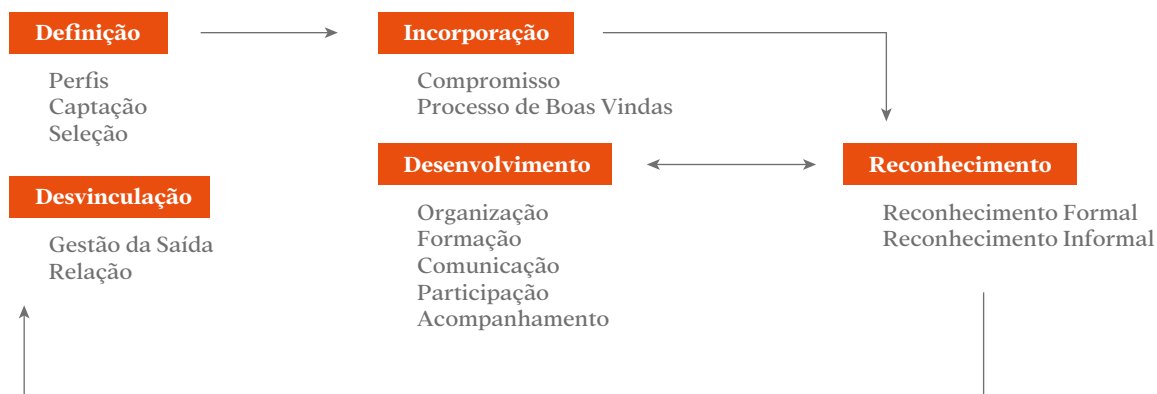 Definição
Perfis
Captação
Seleção
Incorporação
Compromisso
Processo de Boas Vindas
Desenvolvimento
Organização
Formação
Comunicação
Participação
Acompanhamento
Reconhecimento
Reconhecimento Formal
Reconhecimento Informal
Desvinculação
Gestão da Saída
Relação